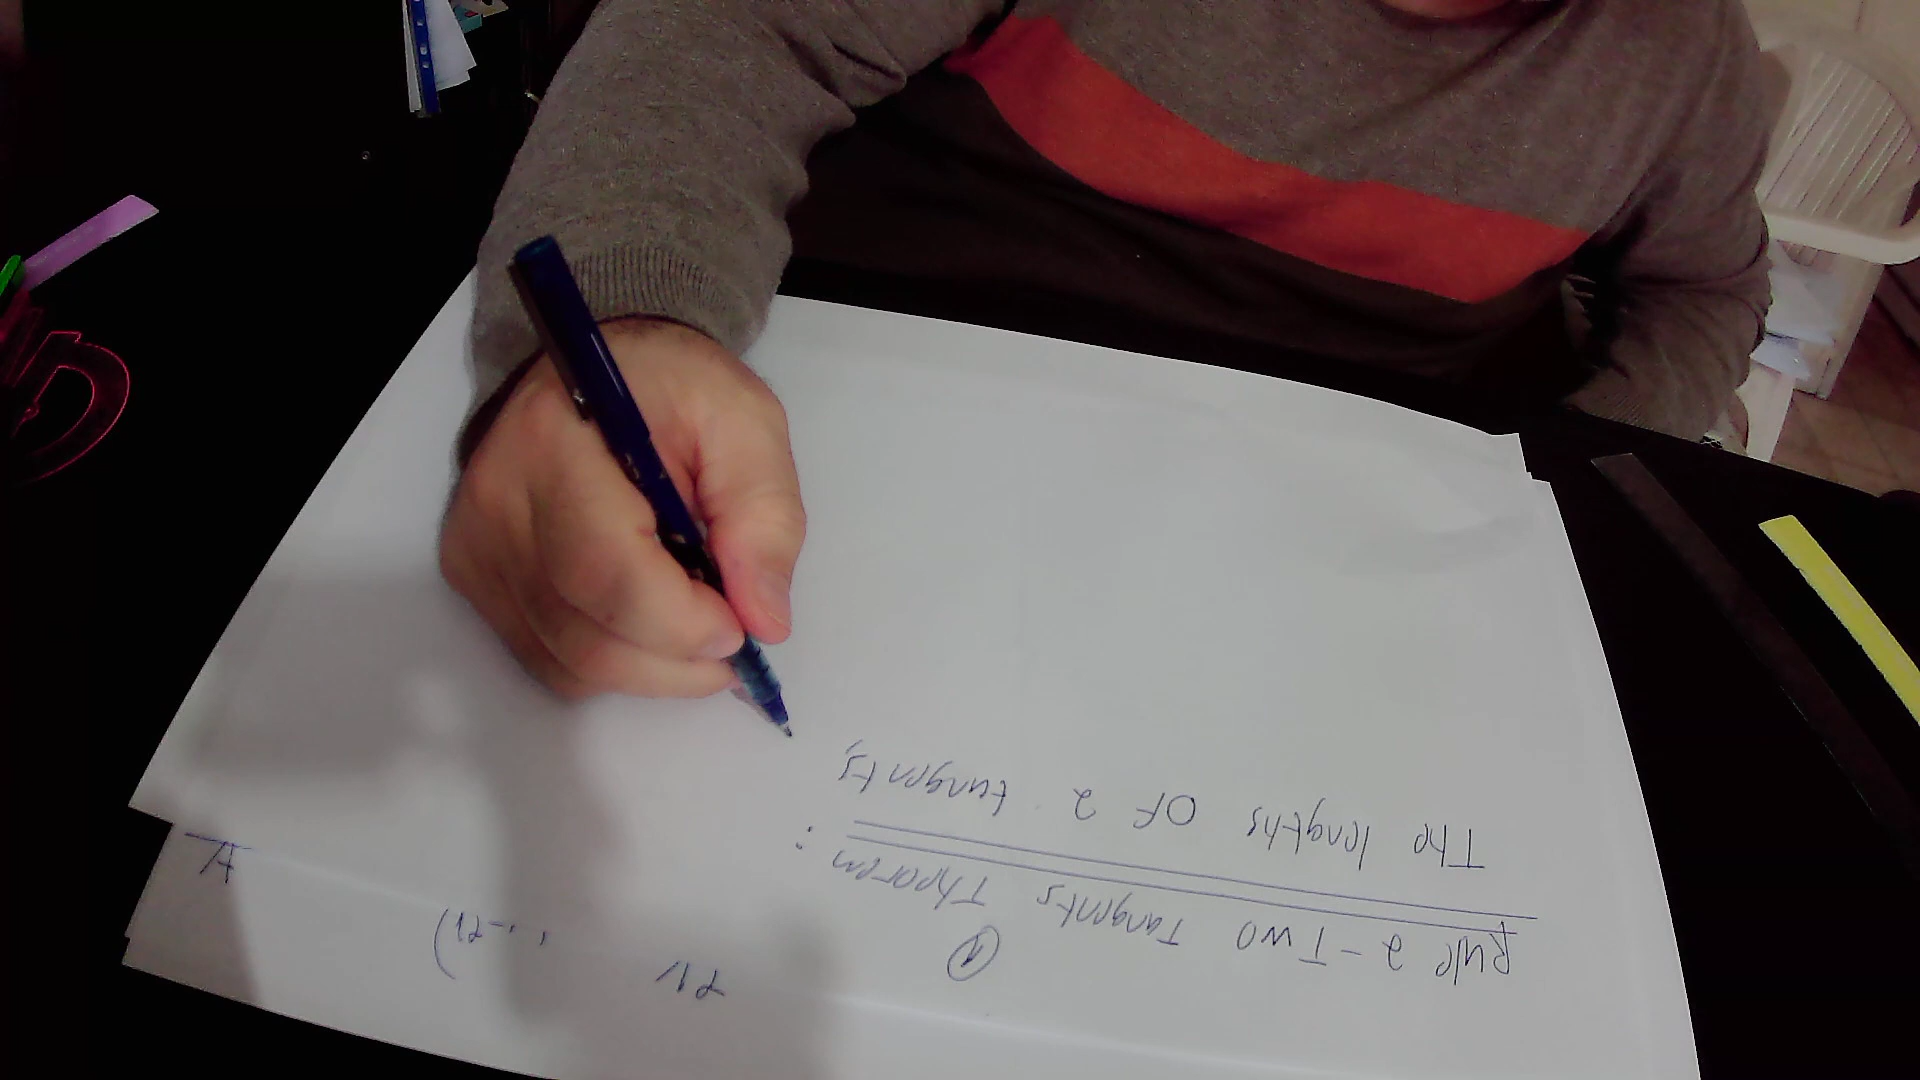 ①
Rule 2 - Two Tangents Theorem :
The lengths OF 2 tangents,
A